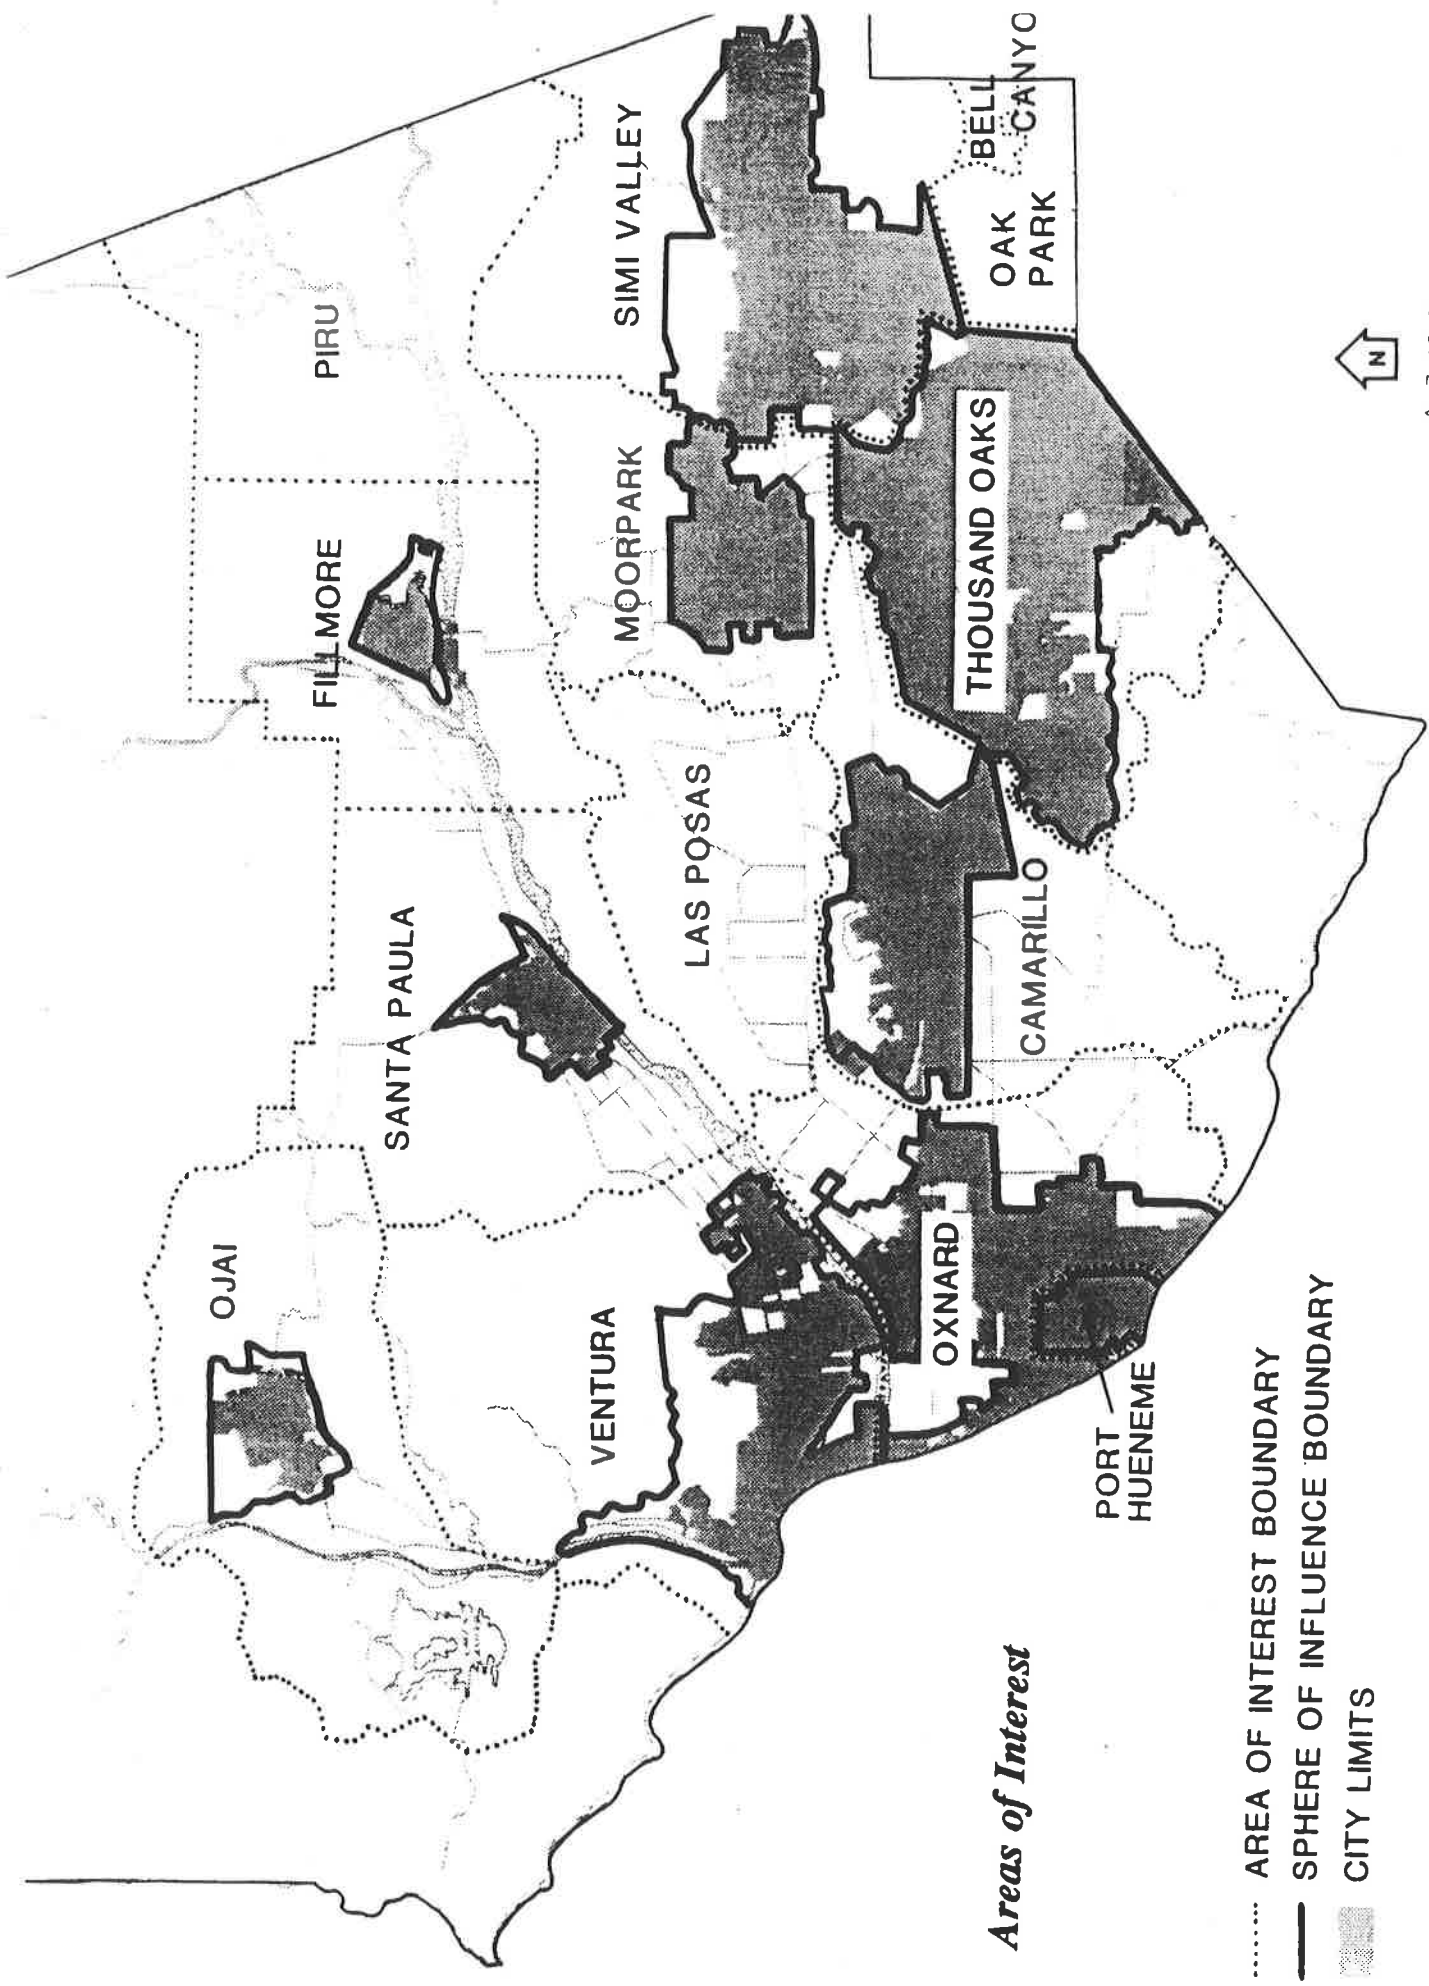 PIRU
FILLMORE
SANTA PAULA
OJAI
SIMI VALLEY
MOORPARK
LAS POSAS
VENTURA
BELL
CANYO
OAK
PARK
THOUSAND OAKS
CAMARILLO
OXNARD
PORT
HUENEME
N
Areas of Interest
AREA OF INTEREST BOUNDARY
SPHERE OF INFLUENCE BOUNDARY
CITY LIMITS